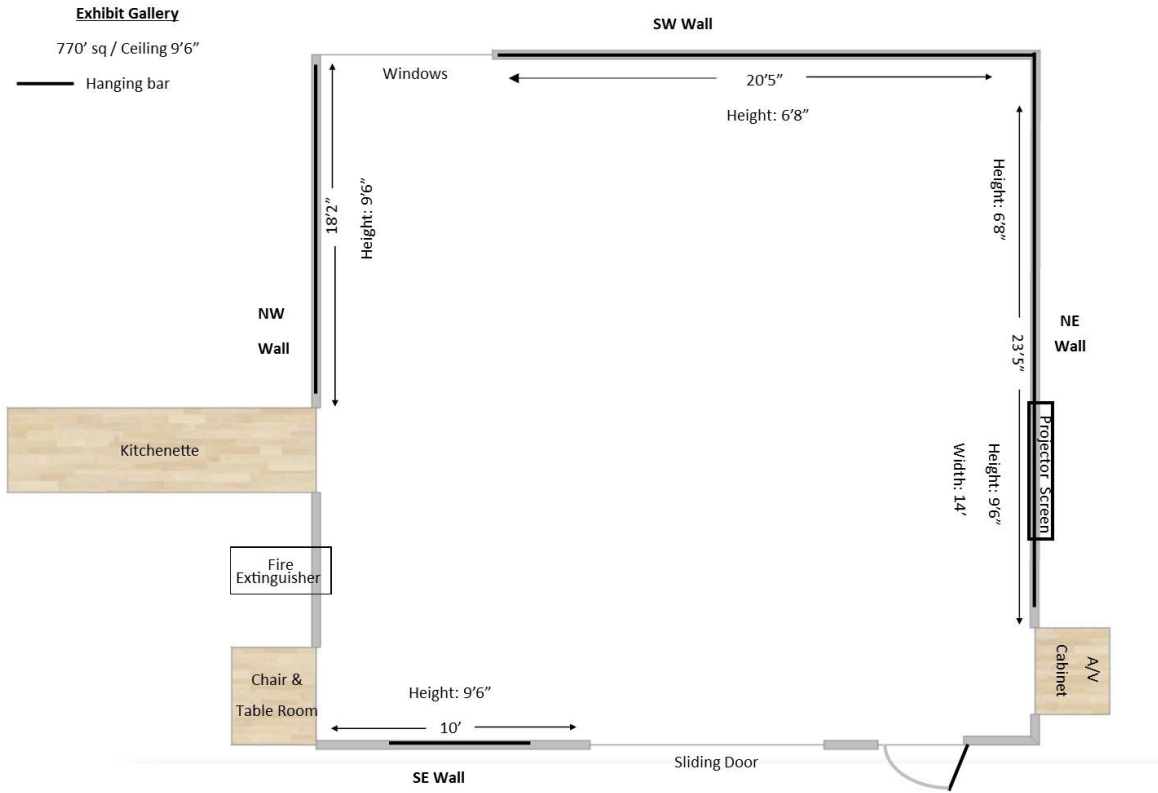 Exhibit Gallery
770’ sq / Ceiling 9’6”
Hanging bar
SW Wall
Windows
20’5”
Height: 6’8”
18’2”
Height: 9’6”
Height: 6’8”
NW
Wall
NE
Wall
23’5”
Kitchenette
Projector Screen
Height: 9’6”
Width: 14’
Fire
Extinguisher
Chair &
Table Room
A/V
Cabinet
Height: 9’6”
10’
Sliding Door
SE Wall